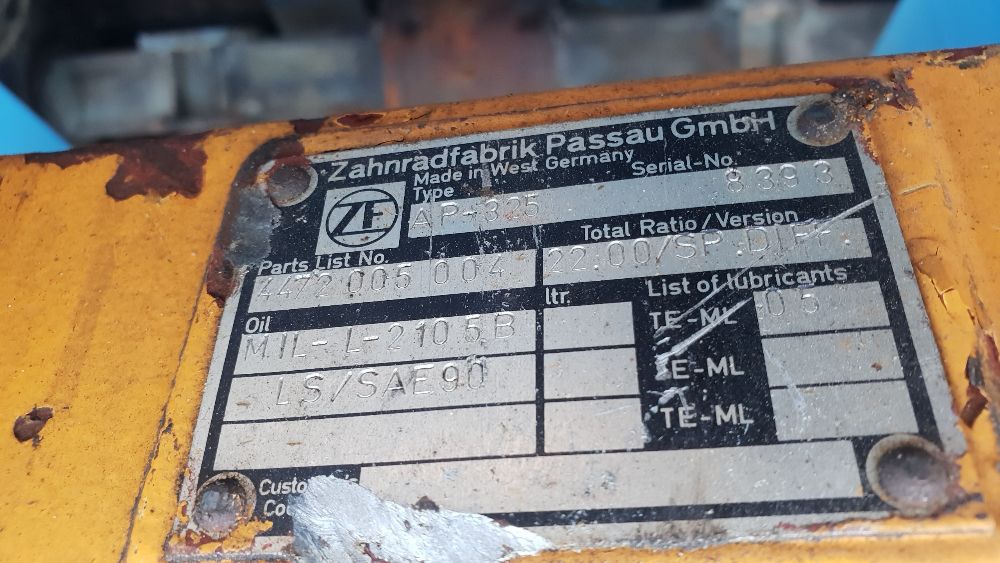 Zahnradfabrik Passau GmbH
Made in West Germany
ZF
Type Serial-No.
AP-325 8393
Parts List No. Total Ratio/Version
4472 005 004 22.00/SP.DIFF.
Oil ltr. List of lubricants
MIL-L-2105B TE-ML 05
LS/SAE90 TE-ML
TE-ML